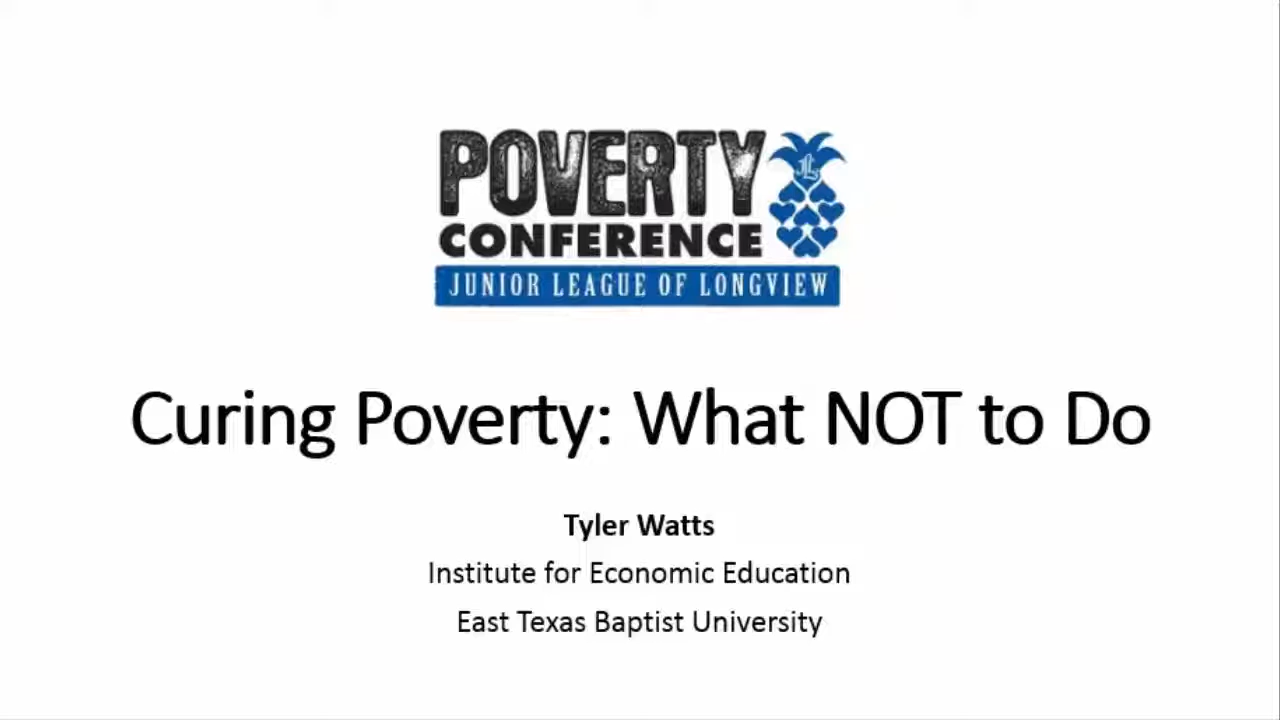 POVERTY
CONFERENCE
JUNIOR LEAGUE OF LONGVIEW
Curing Poverty: What NOT to Do
Tyler Watts
Institute for Economic Education
East Texas Baptist University